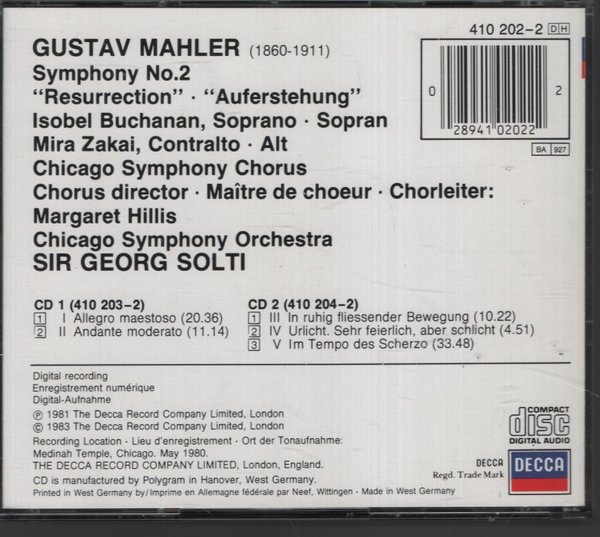 GUSTAV MAHLER (1860-1911)
Symphony No.2
“Resurrection” · “Auferstehung”
Isobel Buchanan, Soprano · Sopran
Mira Zakai, Contralto · Alt
Chicago Symphony Chorus
Chorus director · Maître de choeur · Chorleiter:
Margaret Hillis
Chicago Symphony Orchestra
SIR GEORG SOLTI
410 202-2 D H
0 28941 02022 2
BA 927
CD 1 (410 203-2)
1 I Allegro maestoso (20.36)
2 II Andante moderato (11.14)
CD 2 (410 204-2)
1 III In ruhig fliessender Bewegung (10.22)
2 IV Urlicht. Sehr feierlich, aber schlicht (4.51)
3 V Im Tempo des Scherzo (33.48)
Digital recording
Enregistrement numérique
Digital-Aufnahme
℗ 1981 The Decca Record Company Limited, London
© 1983 The Decca Record Company Limited, London
Recording Location · Lieu d'enregistrement · Ort der Tonaufnahme:
Medinah Temple, Chicago. May 1980.
THE DECCA RECORD COMPANY LIMITED, London, England.
CD is manufactured by Polygram in Hanover, West Germany
Printed in West Germany by/Imprime en Allemagne fédérale par Neef, Wittingen · Made in West Germany
COMPACT
disc
DIGITAL AUDIO
DECCA
Regd. Trade Mark
DECCA